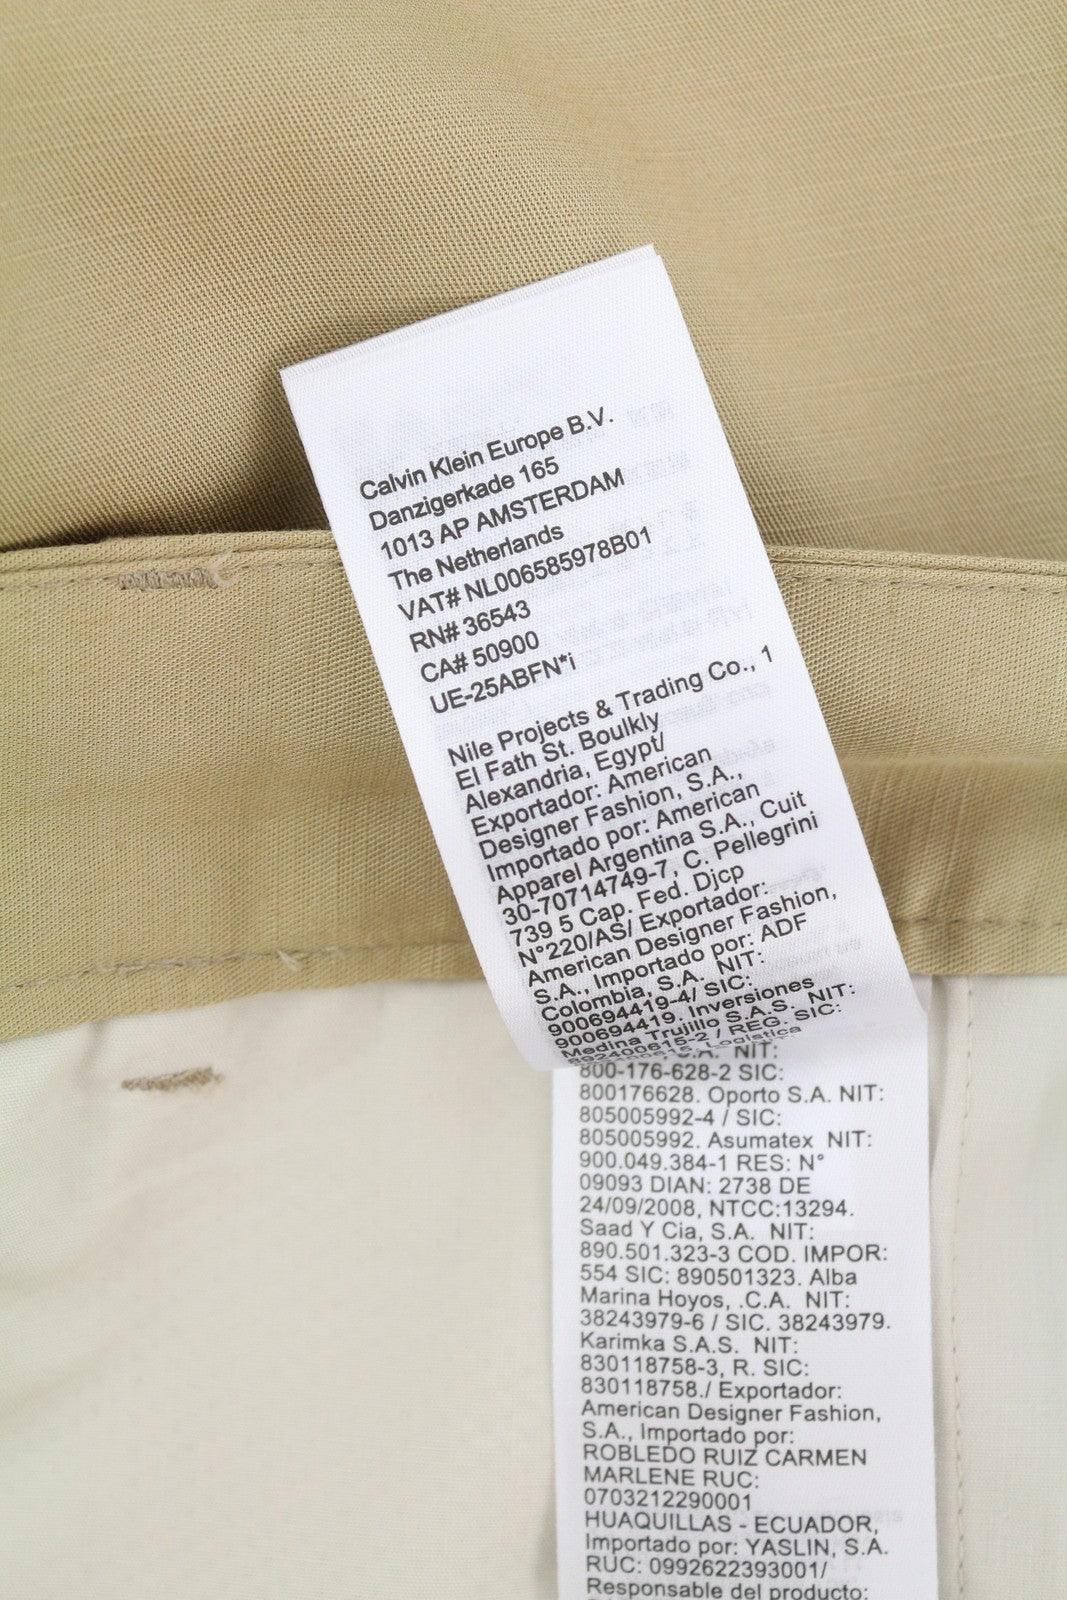 Calvin Klein Europe B.V.
Danzigerkade 165
1013 AP AMSTERDAM
The Netherlands
VAT# NL006585978B01
RN# 36543
CA# 50900
UE-25ABFN*i
Nile Projects & Trading Co., 1
El Fath St. Boulkly
Alexandria, Egypt/
Exportador: American
Designer Fashion, S.A.,
Importado por: American
Apparel Argentina S.A., Cuit
30-70714749-7, C. Pellegrini
739 5 Cap. Fed. Djcp
N°220/AS/ Exportador:
American Designer Fashion,
S.A., Importado por: ADF
Colombia, S.A. NIT:
900694419-4/ SIC:
900694419. Inversiones
Medina Trujillo S.A.S. NIT:
892400615-2 / REG. SIC:
Logistica
S.A. NIT:
800-176-628-2 SIC:
800176628. Oporto S.A. NIT:
805005992-4 / SIC:
805005992. Asumatex NIT:
900.049.384-1 RES: N°
09093 DIAN: 2738 DE
24/09/2008, NTCC:13294.
Saad Y Cia, S.A. NIT:
890.501.323-3 COD. IMPOR:
554 SIC: 890501323. Alba
Marina Hoyos, .C.A. NIT:
38243979-6 / SIC. 38243979.
Karimka S.A.S. NIT:
830118758-3, R. SIC:
830118758./ Exportador:
American Designer Fashion,
S.A., Importado por:
ROBLEDO RUIZ CARMEN
MARLENE RUC:
0703212290001
HUAQUILLAS - ECUADOR,
Importado por: YASLIN, S.A.
RUC: 0992622393001/
Responsable del producto: